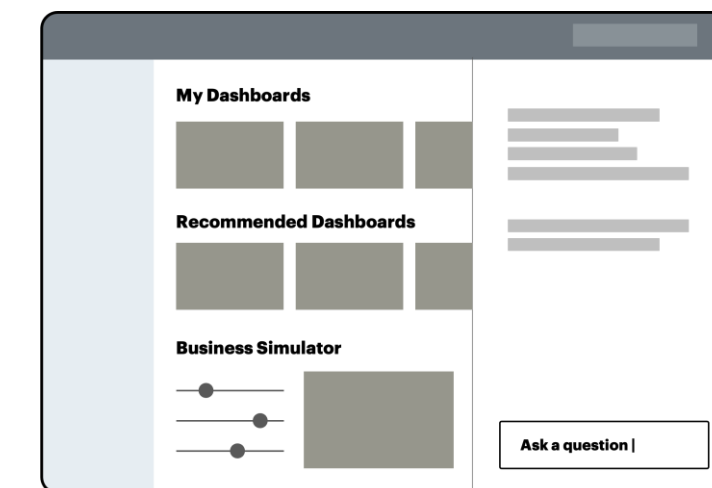 My Dashboards
Recommended Dashboards
Business Simulator
Ask a question |